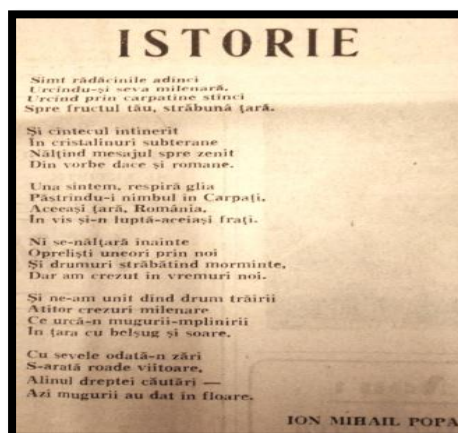 ISTORIE
Simt rădăcinile adînci
Urcîndu-și seva milenară,
Urcînd prin carpatine stînci
Spre fructul tău, străbună țară.
Și cîntecul întinerit
În cristalinuri subterane
Nălțînd mesajul spre zenit
Din vorbe dace și romane.
Una sîntem, respiră glia
Păstrîndu-i nimbul în Carpați,
Aceeași țară, România,
În vis și-n luptă-aceiași frați.
Ni se-nălțară înainte
Opreliști uneori prin noi
Și drumuri străbătînd morminte,
Dar am crezut în vremuri noi.
Și ne-am unit dînd drum trăirii
Atîtor crezuri milenare
Ce urcă-n mugurii-mplinirii
În țara cu belșug și soare.
Cu sevele odată-n zări
S-arată roade viitoare,
Alinul dreptei căutări —
Azi mugurii au dat în floare.
ION MIHAIL POPA